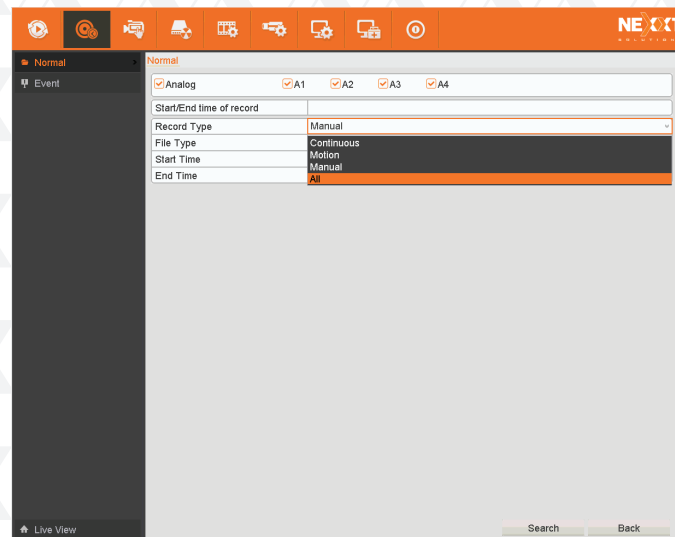 NEXXT
SOLUTION
Normal
Event
Normal
Analog A1 A2 A3 A4
Start/End time of record
Record Type Manual
File Type Continuous
Motion
Start Time
Manual
End Time All
Live View
Search Back